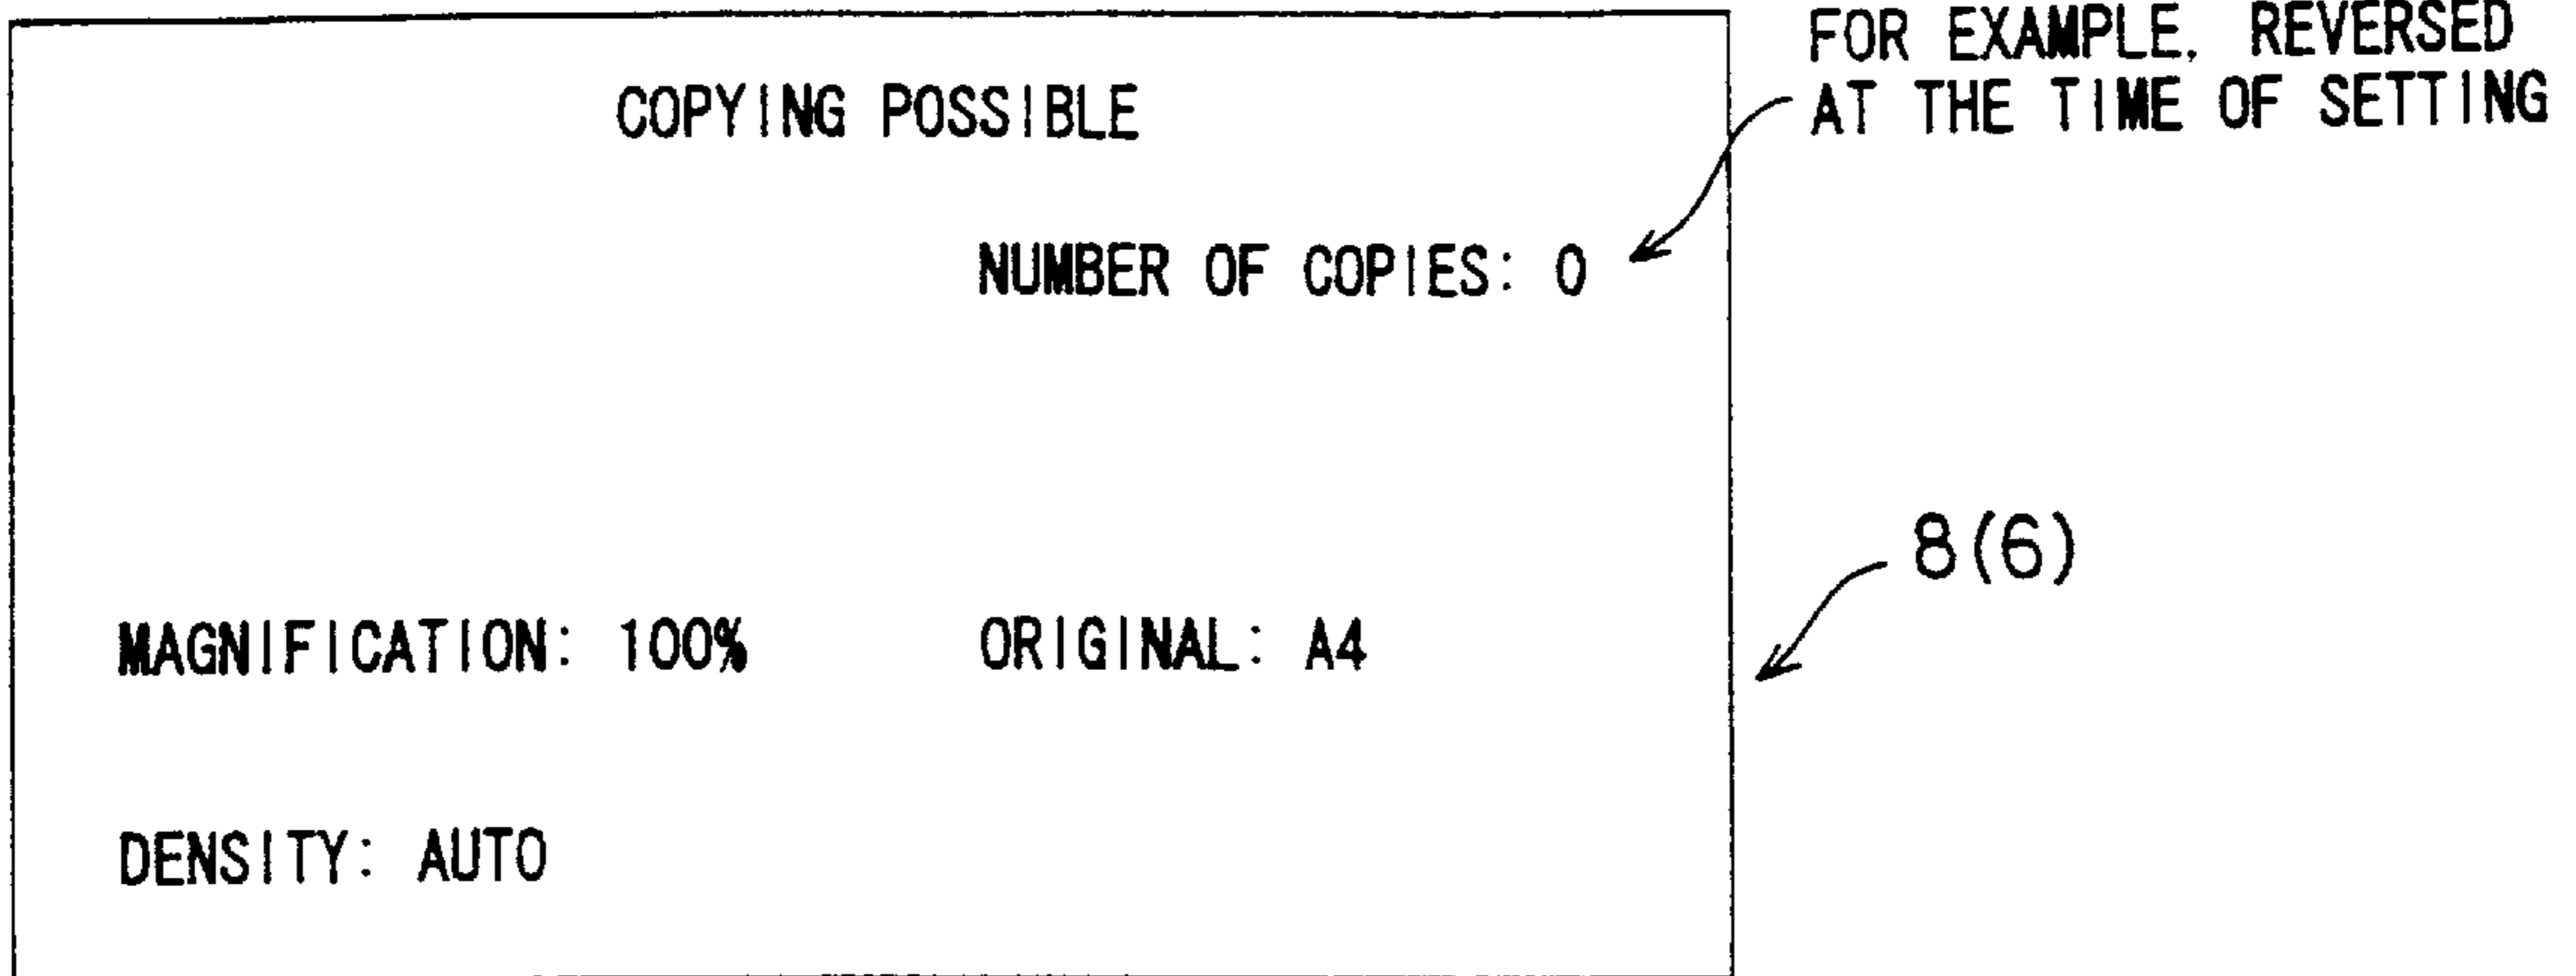 FOR EXAMPLE, REVERSED
AT THE TIME OF SETTING
COPYING POSSIBLE
NUMBER OF COPIES: 0
8(6)
MAGNIFICATION: 100% ORIGINAL: A4
DENSITY: AUTO